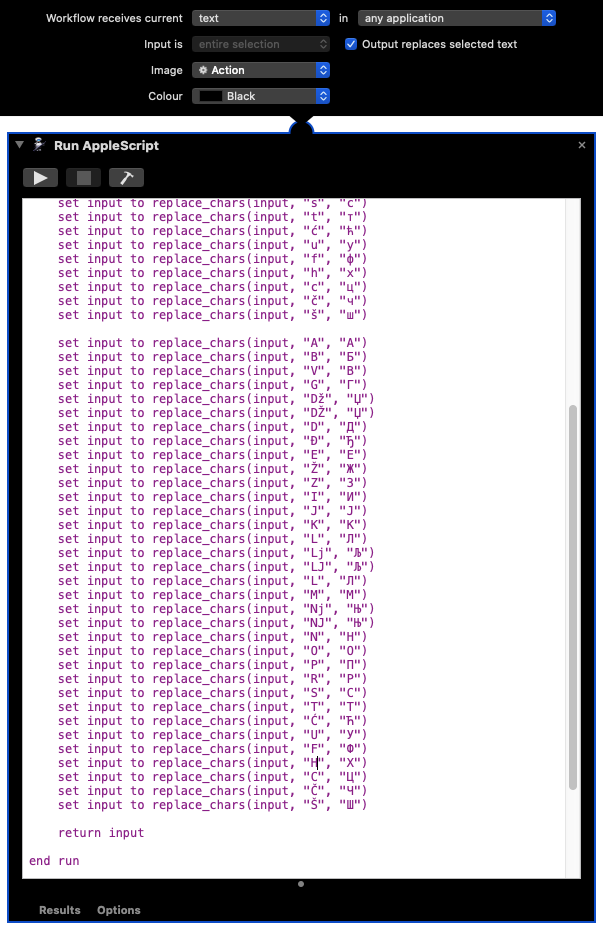 Workflow receives current text in any application
Input is entire selection Output replaces selected text
Image Action
Colour Black
Run AppleScript
set input to replace_chars(input, "s", "с")
set input to replace_chars(input, "t", "т")
set input to replace_chars(input, "ć", "ћ")
set input to replace_chars(input, "u", "у")
set input to replace_chars(input, "f", "ф")
set input to replace_chars(input, "h", "х")
set input to replace_chars(input, "c", "ц")
set input to replace_chars(input, "č", "ч")
set input to replace_chars(input, "š", "ш")
set input to replace_chars(input, "A", "А")
set input to replace_chars(input, "B", "Б")
set input to replace_chars(input, "V", "В")
set input to replace_chars(input, "G", "Г")
set input to replace_chars(input, "Dž", "Џ")
set input to replace_chars(input, "DŽ", "Џ")
set input to replace_chars(input, "D", "Д")
set input to replace_chars(input, "Đ", "Ђ")
set input to replace_chars(input, "E", "Е")
set input to replace_chars(input, "Ž", "Ж")
set input to replace_chars(input, "Z", "З")
set input to replace_chars(input, "I", "И")
set input to replace_chars(input, "J", "Ј")
set input to replace_chars(input, "K", "К")
set input to replace_chars(input, "L", "Л")
set input to replace_chars(input, "Lj", "Љ")
set input to replace_chars(input, "LJ", "Љ")
set input to replace_chars(input, "L", "Л")
set input to replace_chars(input, "M", "М")
set input to replace_chars(input, "Nj", "Њ")
set input to replace_chars(input, "NJ", "Њ")
set input to replace_chars(input, "N", "Н")
set input to replace_chars(input, "O", "О")
set input to replace_chars(input, "P", "П")
set input to replace_chars(input, "R", "Р")
set input to replace_chars(input, "S", "С")
set input to replace_chars(input, "T", "Т")
set input to replace_chars(input, "Ć", "Ћ")
set input to replace_chars(input, "U", "У")
set input to replace_chars(input, "F", "Ф")
set input to replace_chars(input, "H", "Х")
set input to replace_chars(input, "C", "Ц")
set input to replace_chars(input, "Č", "Ч")
set input to replace_chars(input, "Š", "Ш")
return input
end run
Results Options